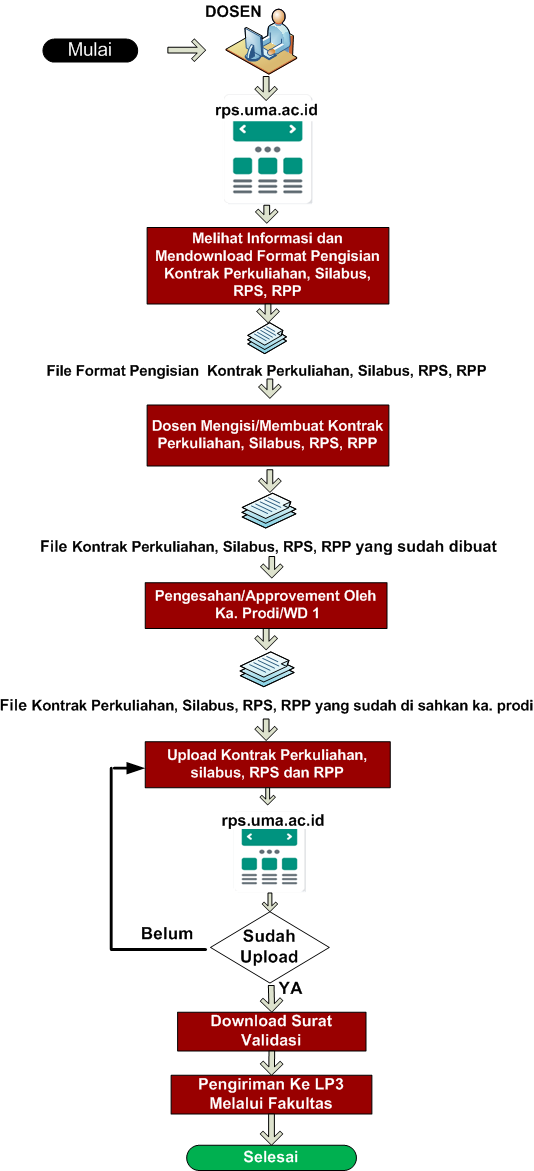 DOSEN
Mulai
rps.uma.ac.id
Melihat Informasi dan
Mendownload Format Pengisian
Kontrak Perkuliahan, Silabus,
RPS, RPP
File Format Pengisian Kontrak Perkuliahan, Silabus, RPS, RPP
Dosen Mengisi/Membuat Kontrak
Perkuliahan, Silabus, RPS, RPP
File Kontrak Perkuliahan, Silabus, RPS, RPP yang sudah dibuat
Pengesahan/Approvement Oleh
Ka. Prodi/WD 1
File Kontrak Perkuliahan, Silabus, RPS, RPP yang sudah di sahkan ka. prodi
Upload Kontrak Perkuliahan,
silabus, RPS dan RPP
rps.uma.ac.id
Belum
Sudah
Upload
YA
Download Surat
Validasi
Pengiriman Ke LP3
Melalui Fakultas
Selesai